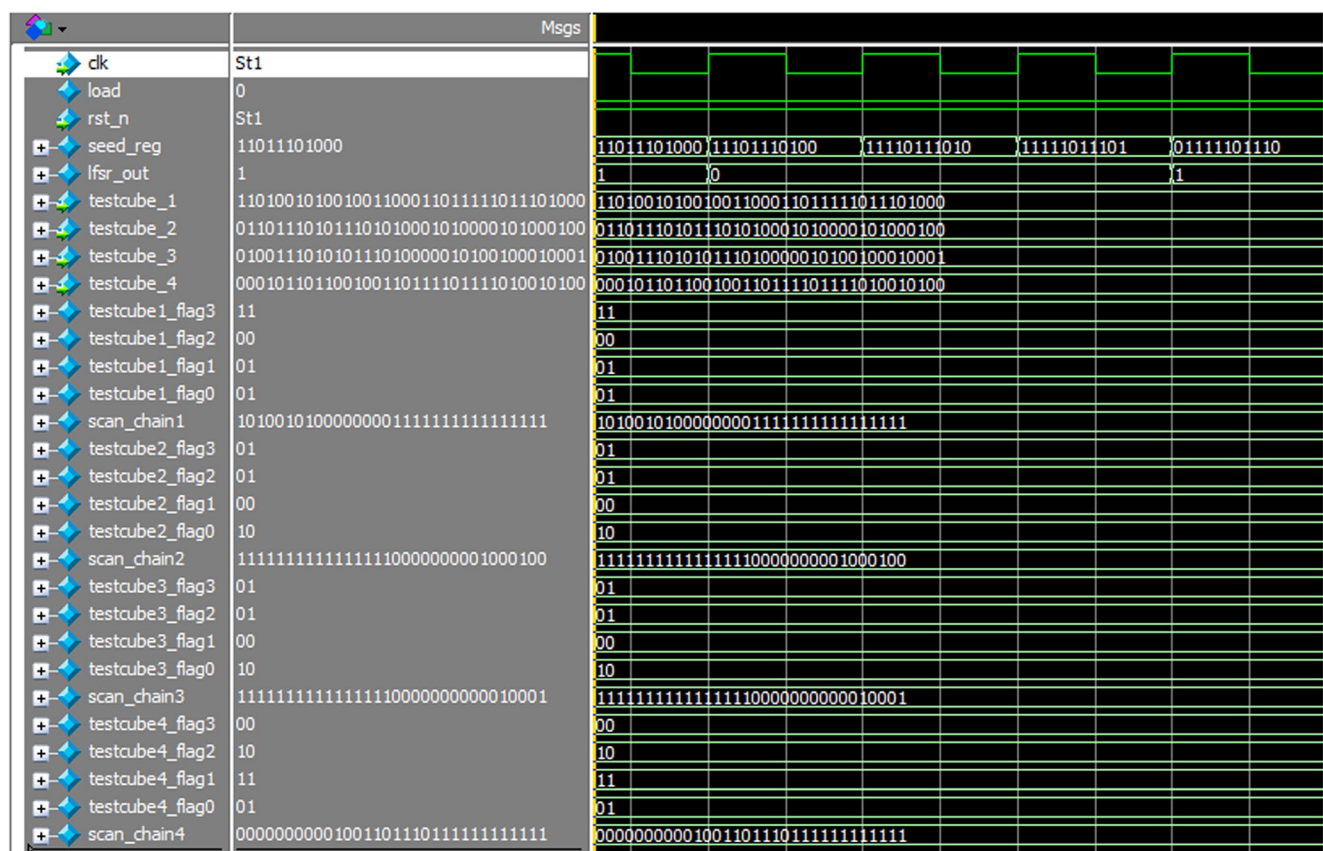 Msgs
clk St1
load 0
rst_n St1
seed_reg 11011101000 11011101000 11101110100 11110111010 11111011101 01111101110
lfsr_out 1 1 0 1
testcube_1 110100101001001100011011111011101000 110100101001001100011011111011101000
testcube_2 011011101011101010001010000101000100 011011101011101010001010000101000100
testcube_3 010011101010111010000010100100010001 010011101010111010000010100100010001
testcube_4 000101101100100110111101111010010100 000101101100100110111101111010010100
testcube1_flag3 11 11
testcube1_flag2 00 00
testcube1_flag1 01 01
testcube1_flag0 01 01
scan_chain1 10100101000000001111111111111111 10100101000000001111111111111111
testcube2_flag3 01 01
testcube2_flag2 01 01
testcube2_flag1 00 00
testcube2_flag0 10 10
scan_chain2 11111111111111110000000001000100 11111111111111110000000001000100
testcube3_flag3 01 01
testcube3_flag2 01 01
testcube3_flag1 00 00
testcube3_flag0 10 10
scan_chain3 11111111111111110000000000010001 11111111111111110000000000010001
testcube4_flag3 00 00
testcube4_flag2 10 10
testcube4_flag1 11 11
testcube4_flag0 01 01
scan_chain4 00000000001001101110111111111111 00000000001001101110111111111111